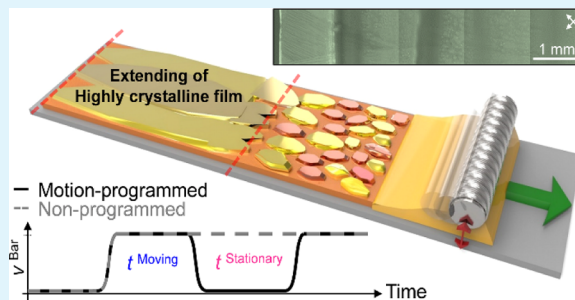 1 mm
Extending of
Highly crystalline film
Motion-programmed
Non-programmed
V Bar
t Moving
t Stationary
Time